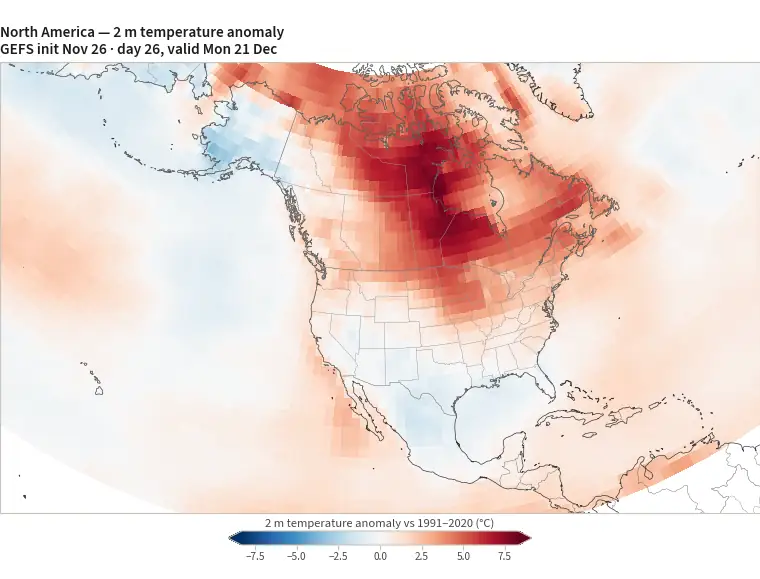 North America — 2 m temperature anomaly
GEFS init Nov 26 · day 26, valid Mon 21 Dec
2 m temperature anomaly vs 1991–2020 (°C)
−7.5 −5.0 −2.5 0.0 2.5 5.0 7.5